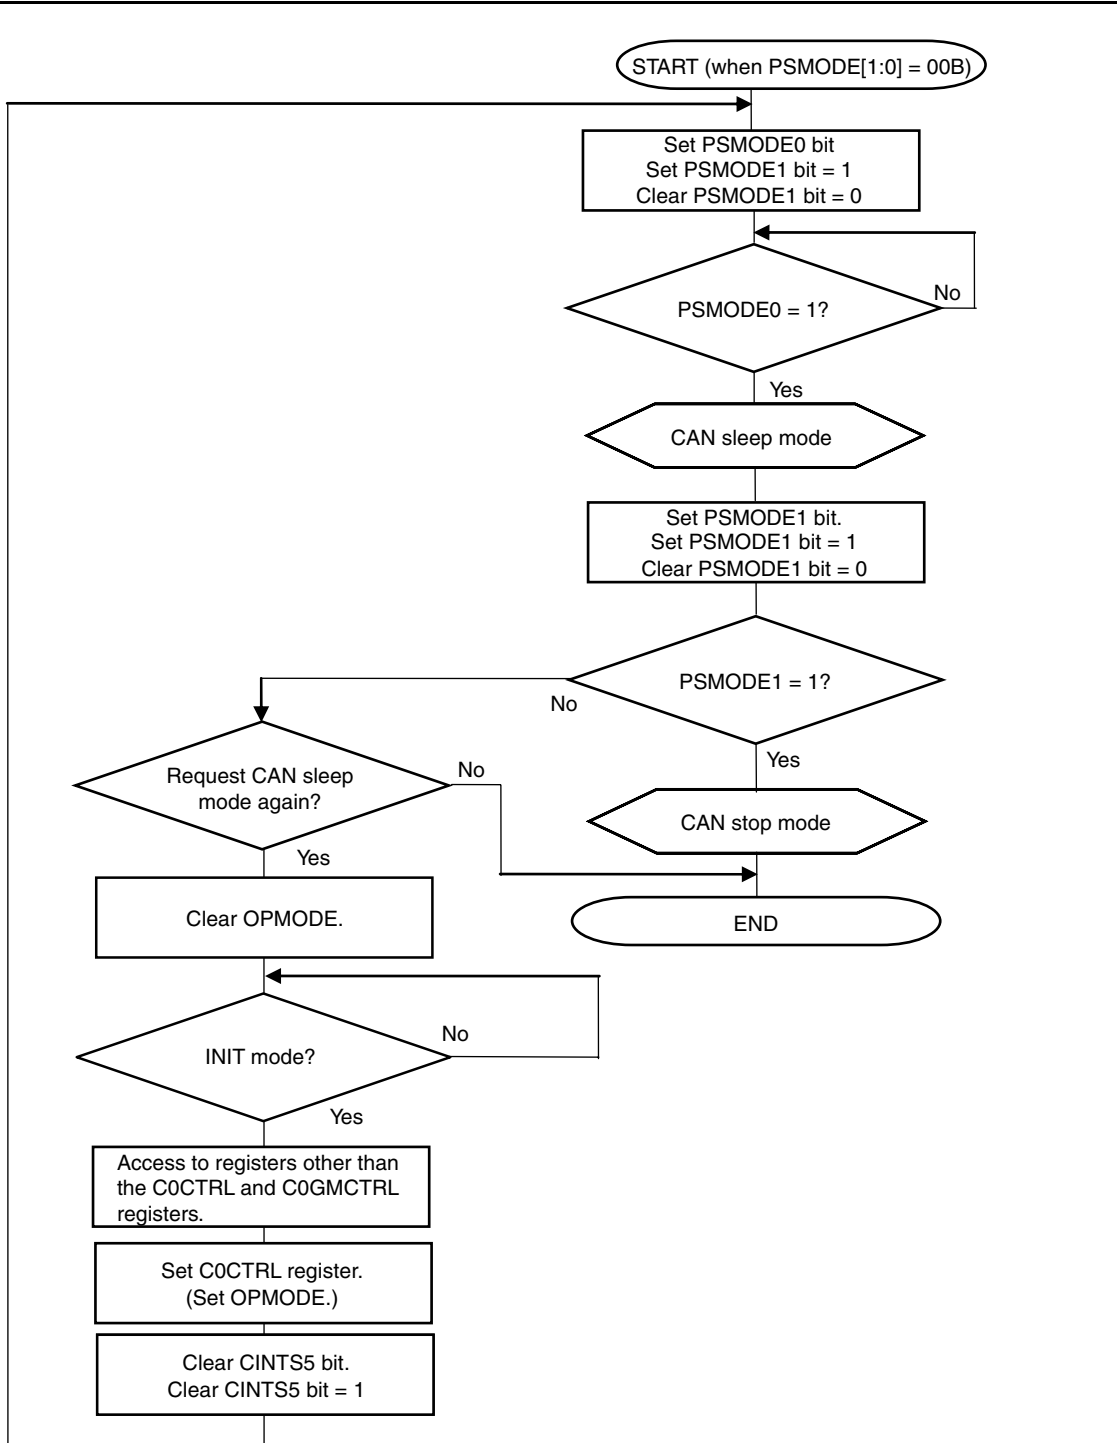 START (when PSMODE[1:0] = 00B)
Set PSMODE0 bit
Set PSMODE1 bit = 1
Clear PSMODE1 bit = 0
PSMODE0 = 1?
No
Yes
CAN sleep mode
Set PSMODE1 bit.
Set PSMODE1 bit = 1
Clear PSMODE1 bit = 0
PSMODE1 = 1?
No
Yes
Request CAN sleep
mode again?
No
Yes
CAN stop mode
END
Clear OPMODE.
INIT mode?
No
Yes
Access to registers other than
the C0CTRL and C0GMCTRL
registers.
Set C0CTRL register.
(Set OPMODE.)
Clear CINTS5 bit.
Clear CINTS5 bit = 1